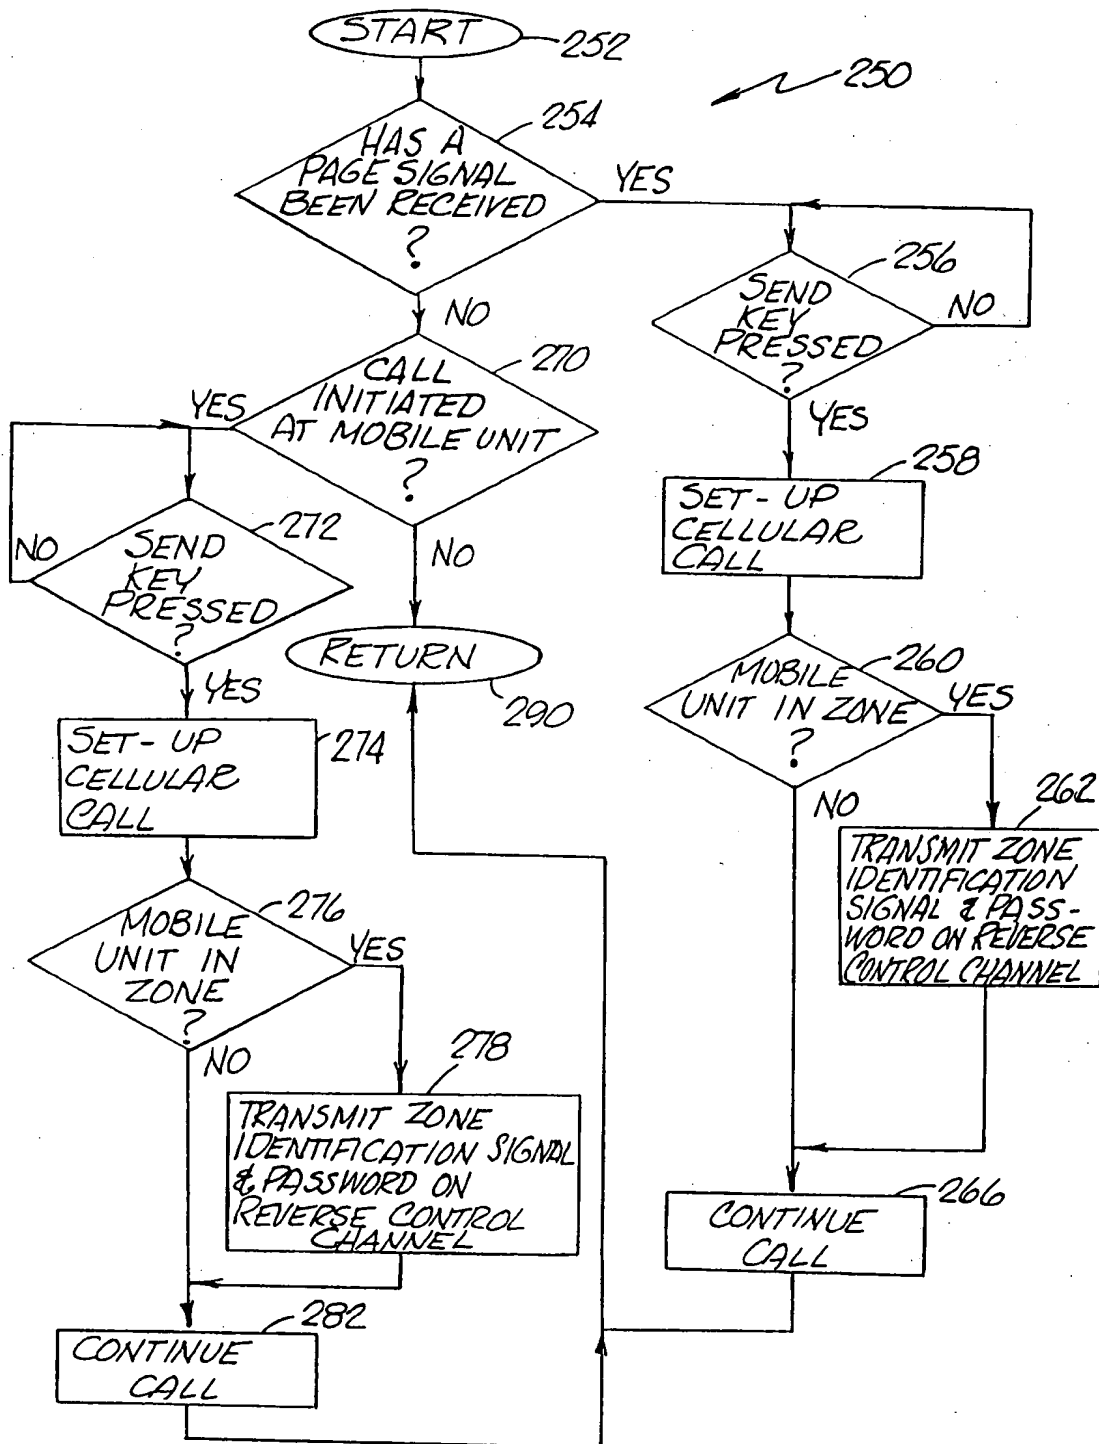 START
252
250
254
HAS A
PAGE SIGNAL
BEEN RECEIVED
?
YES
NO
256
SEND
KEY
PRESSED
?
NO
YES
258
SET-UP
CELLULAR
CALL
260
MOBILE
UNIT IN ZONE
?
YES
NO
262
TRANSMIT ZONE
IDENTIFICATION
SIGNAL & PASS-
WORD ON REVERSE
CONTROL CHANNEL
266
CONTINUE
CALL
270
CALL
INITIATED
AT MOBILE UNIT
?
YES
NO
RETURN
290
272
SEND
KEY
PRESSED
?
NO
YES
274
SET-UP
CELLULAR
CALL
276
MOBILE
UNIT IN
ZONE
?
YES
NO
278
TRANSMIT ZONE
IDENTIFICATION SIGNAL
& PASSWORD ON
REVERSE CONTROL
CHANNEL
282
CONTINUE
CALL